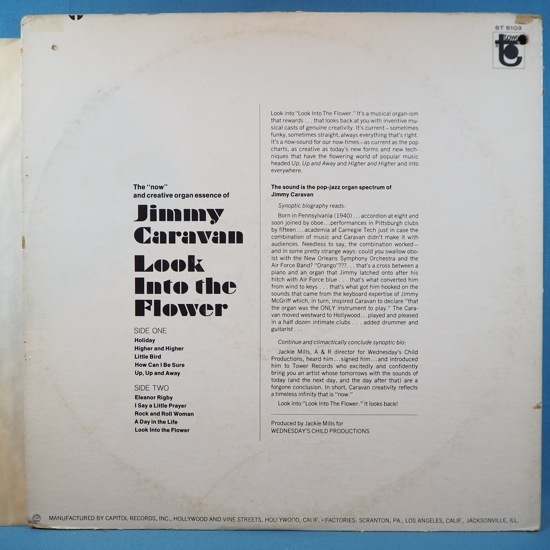 ST 5103
TOWER
The "now"
and creative organ essence of
Jimmy
Caravan
Look
Into the
Flower
SIDE ONE
Holiday
Higher and Higher
Little Bird
How Can I Be Sure
Up, Up and Away
SIDE TWO
Eleanor Rigby
I Say a Little Prayer
Rock and Roll Woman
A Day in the Life
Look Into the Flower
Look into "Look Into The Flower." It's a musical organ-ism
that rewards . . . that looks back at you with inventive mu-
sical casts of genuine creativity. It's current—sometimes
funky, sometimes straight, always everything that's right.
It's a now-sound for our now-times—as current as the pop
charts, as creative as today's new forms and new tech-
niques that have the flowering world of popular music
headed Up, Up and Away and Higher and Higher and into
everywhere.
The sound is the pop-jazz organ spectrum of
Jimmy Caravan
Synoptic biography reads:
Born in Pennsylvania (1940) . . . accordion at eight and
soon joined by oboe . . . performances in Pittsburgh clubs
by fifteen . . . academia at Carnegie Tech just in case the
combination of music and Caravan didn't make it with
audiences. Needless to say, the combination worked—
and in some pretty strange ways: could you swallow obo-
ist with the New Orleans Symphony Orchestra and the
Air Force Band? "Orango"??? . . . that's a cross between a
piano and an organ that Jimmy latched onto after his
hitch with Air Force blue . . . that's what converted him
from wind to keys . . . that's what got him hooked on the
sounds that came from the keyboard expertise of Jimmy
McGriff which, in turn, inspired Caravan to declare "that
the organ was the ONLY instrument to play." The Cara-
van moved westward to Hollywood . . . played and pleased
in a half dozen intimate clubs . . . added drummer and
guitarist . . .
Continue and climactically conclude synoptic bio:
Jackie Mills, A & R director for Wednesday's Child
Productions, heard him . . . signed him . . . and introduced
him to Tower Records who excitedly and confidently
bring you an artist whose tomorrows with the sounds of
today (and the next day, and the day after that) are a
forgone conclusion. In short, Caravan creativity reflects
a timeless infinity that is "now."
Look into "Look Into The Flower." It looks back!
Produced by Jackie Mills for
WEDNESDAY'S CHILD PRODUCTIONS
MANUFACTURED BY CAPITOL RECORDS, INC., HOLLYWOOD AND VINE STREETS, HOLLYWOOD, CALIF. • FACTORIES: SCRANTON, PA., LOS ANGELES, CALIF., JACKSONVILLE, ILL.